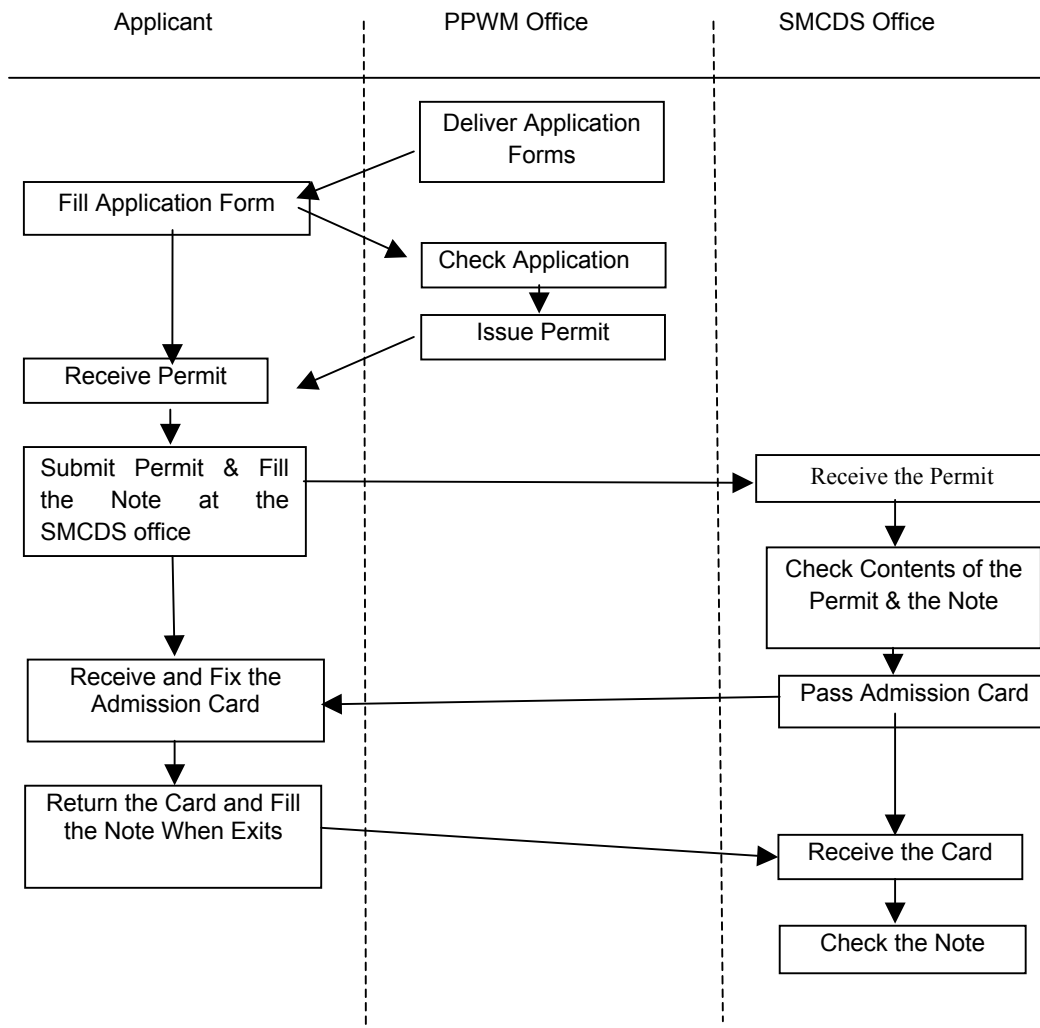 Applicant PPWM Office SMCDS Office
Deliver Application
Forms
Fill Application Form
Check Application
Issue Permit
Receive Permit
Submit Permit & Fill
the Note at the
SMCDS office
Receive the Permit
Check Contents of the
Permit & the Note
Receive and Fix the
Admission Card
Pass Admission Card
Return the Card and Fill
the Note When Exits
Receive the Card
Check the Note